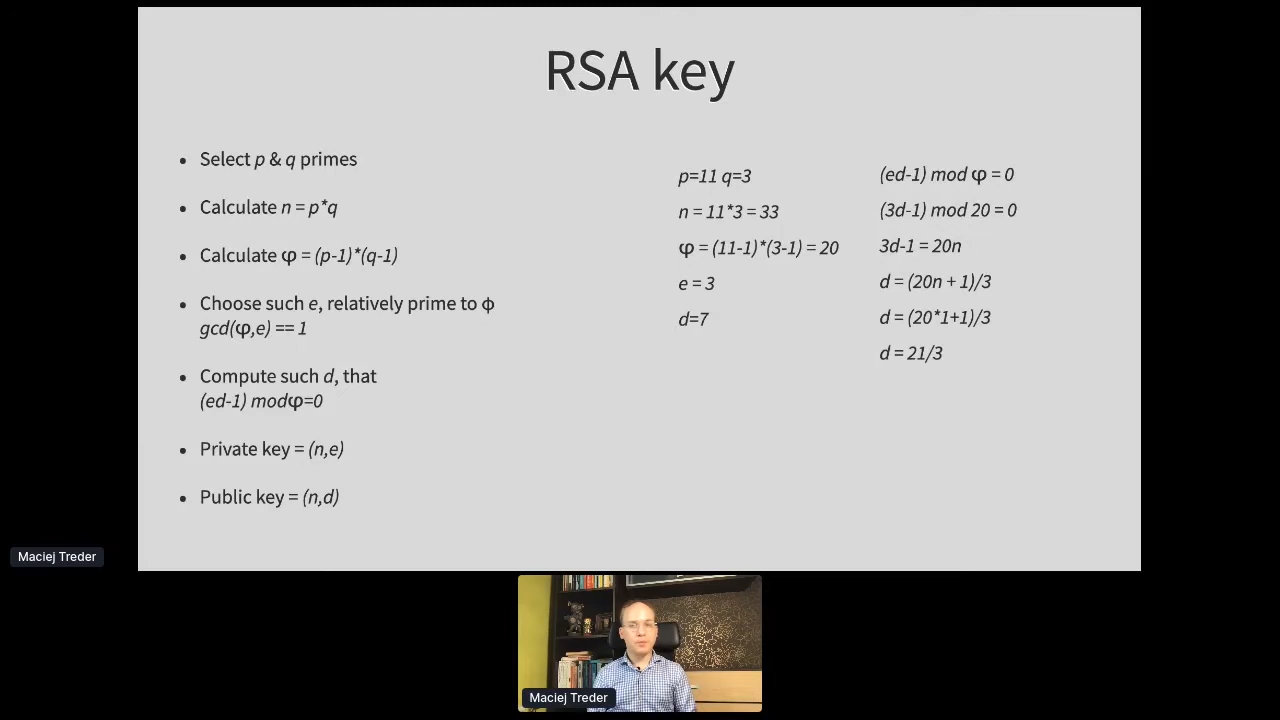 RSA key
• Select p & q primes
• Calculate n = p*q
• Calculate φ = (p-1)*(q-1)
• Choose such e, relatively prime to ϕ
gcd(φ,e) == 1
• Compute such d, that
(ed-1) modφ=0
• Private key = (n,e)
• Public key = (n,d)
p=11 q=3
n = 11*3 = 33
φ = (11-1)*(3-1) = 20
e = 3
d=7
(ed-1) mod φ = 0
(3d-1) mod 20 = 0
3d-1 = 20n
d = (20n + 1)/3
d = (20*1+1)/3
d = 21/3
Maciej Treder
Maciej Treder